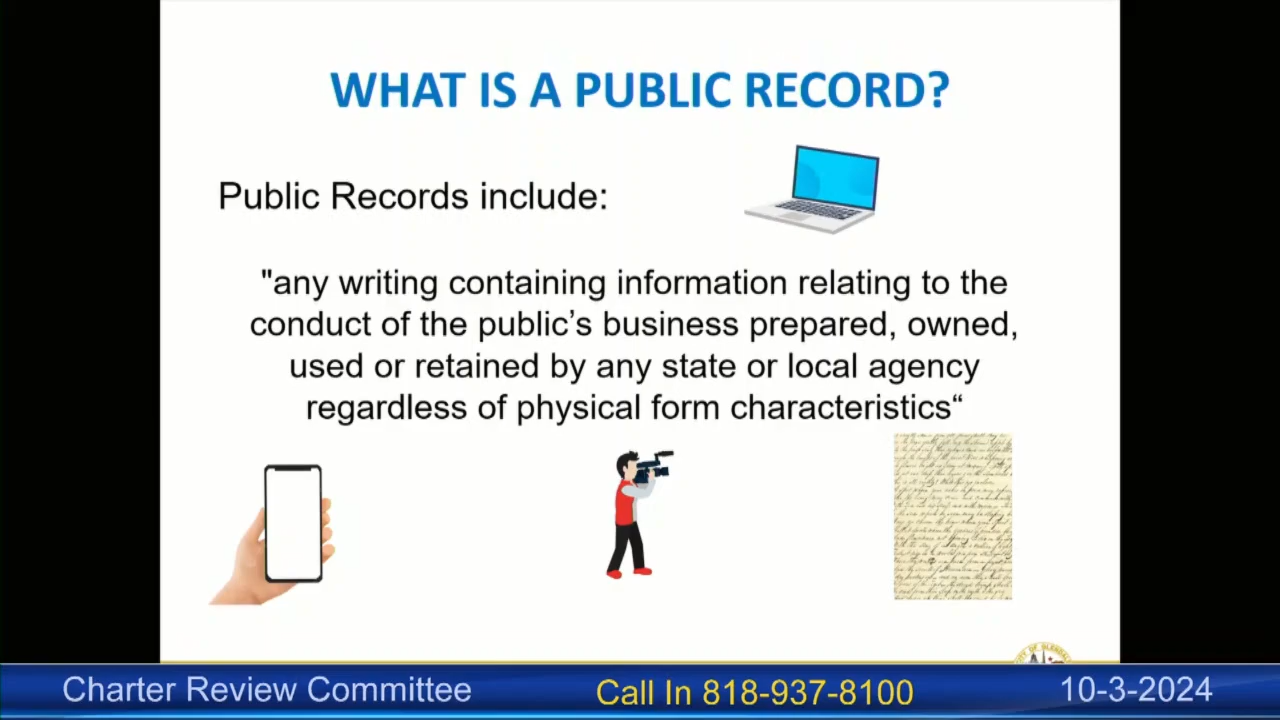 WHAT IS A PUBLIC RECORD?
Public Records include:
"any writing containing information relating to the
conduct of the public’s business prepared, owned,
used or retained by any state or local agency
regardless of physical form characteristics“
Charter Review Committee
Call In 818-937-8100
10-3-2024